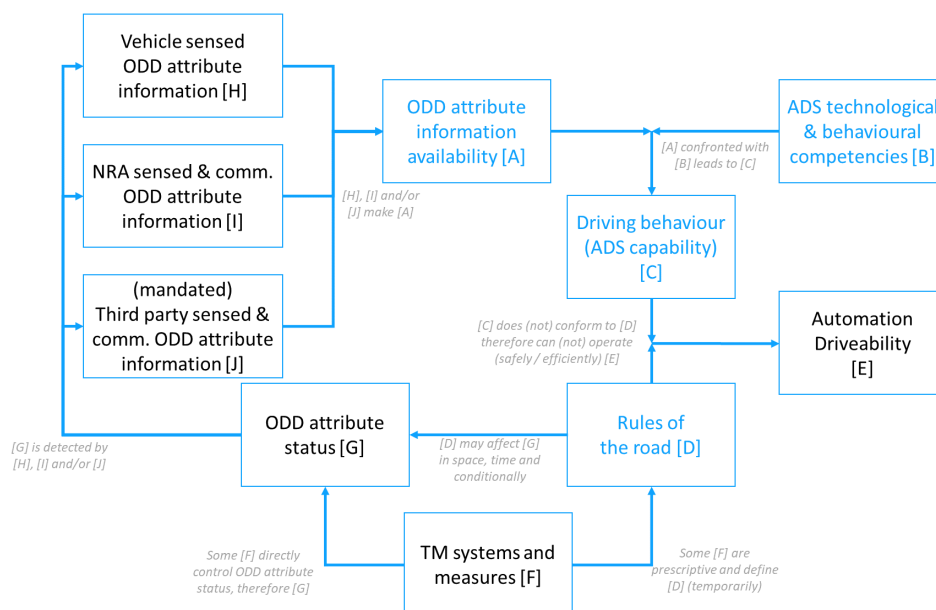 Vehicle sensed
ODD attribute
information [H]
NRA sensed & comm.
ODD attribute
information [I]
(mandated)
Third party sensed &
comm. ODD attribute
information [J]
[H], [I] and/or
[J] make [A]
ODD attribute
information
availability [A]
ADS technological
& behavioural
competencies [B]
[A] confronted with
[B] leads to [C]
Driving behaviour
(ADS capability)
[C]
[C] does (not) conform to [D]
therefore can (not) operate
(safely / efficiently) [E]
Automation
Driveability
[E]
[G] is detected by
[H], [I] and/or [J]
ODD attribute
status [G]
[D] may affect [G]
in space, time and
conditionally
Rules of
the road [D]
Some [F] directly
control ODD attribute
status, therefore [G]
TM systems and
measures [F]
Some [F] are
prescriptive and define
[D] (temporarily)